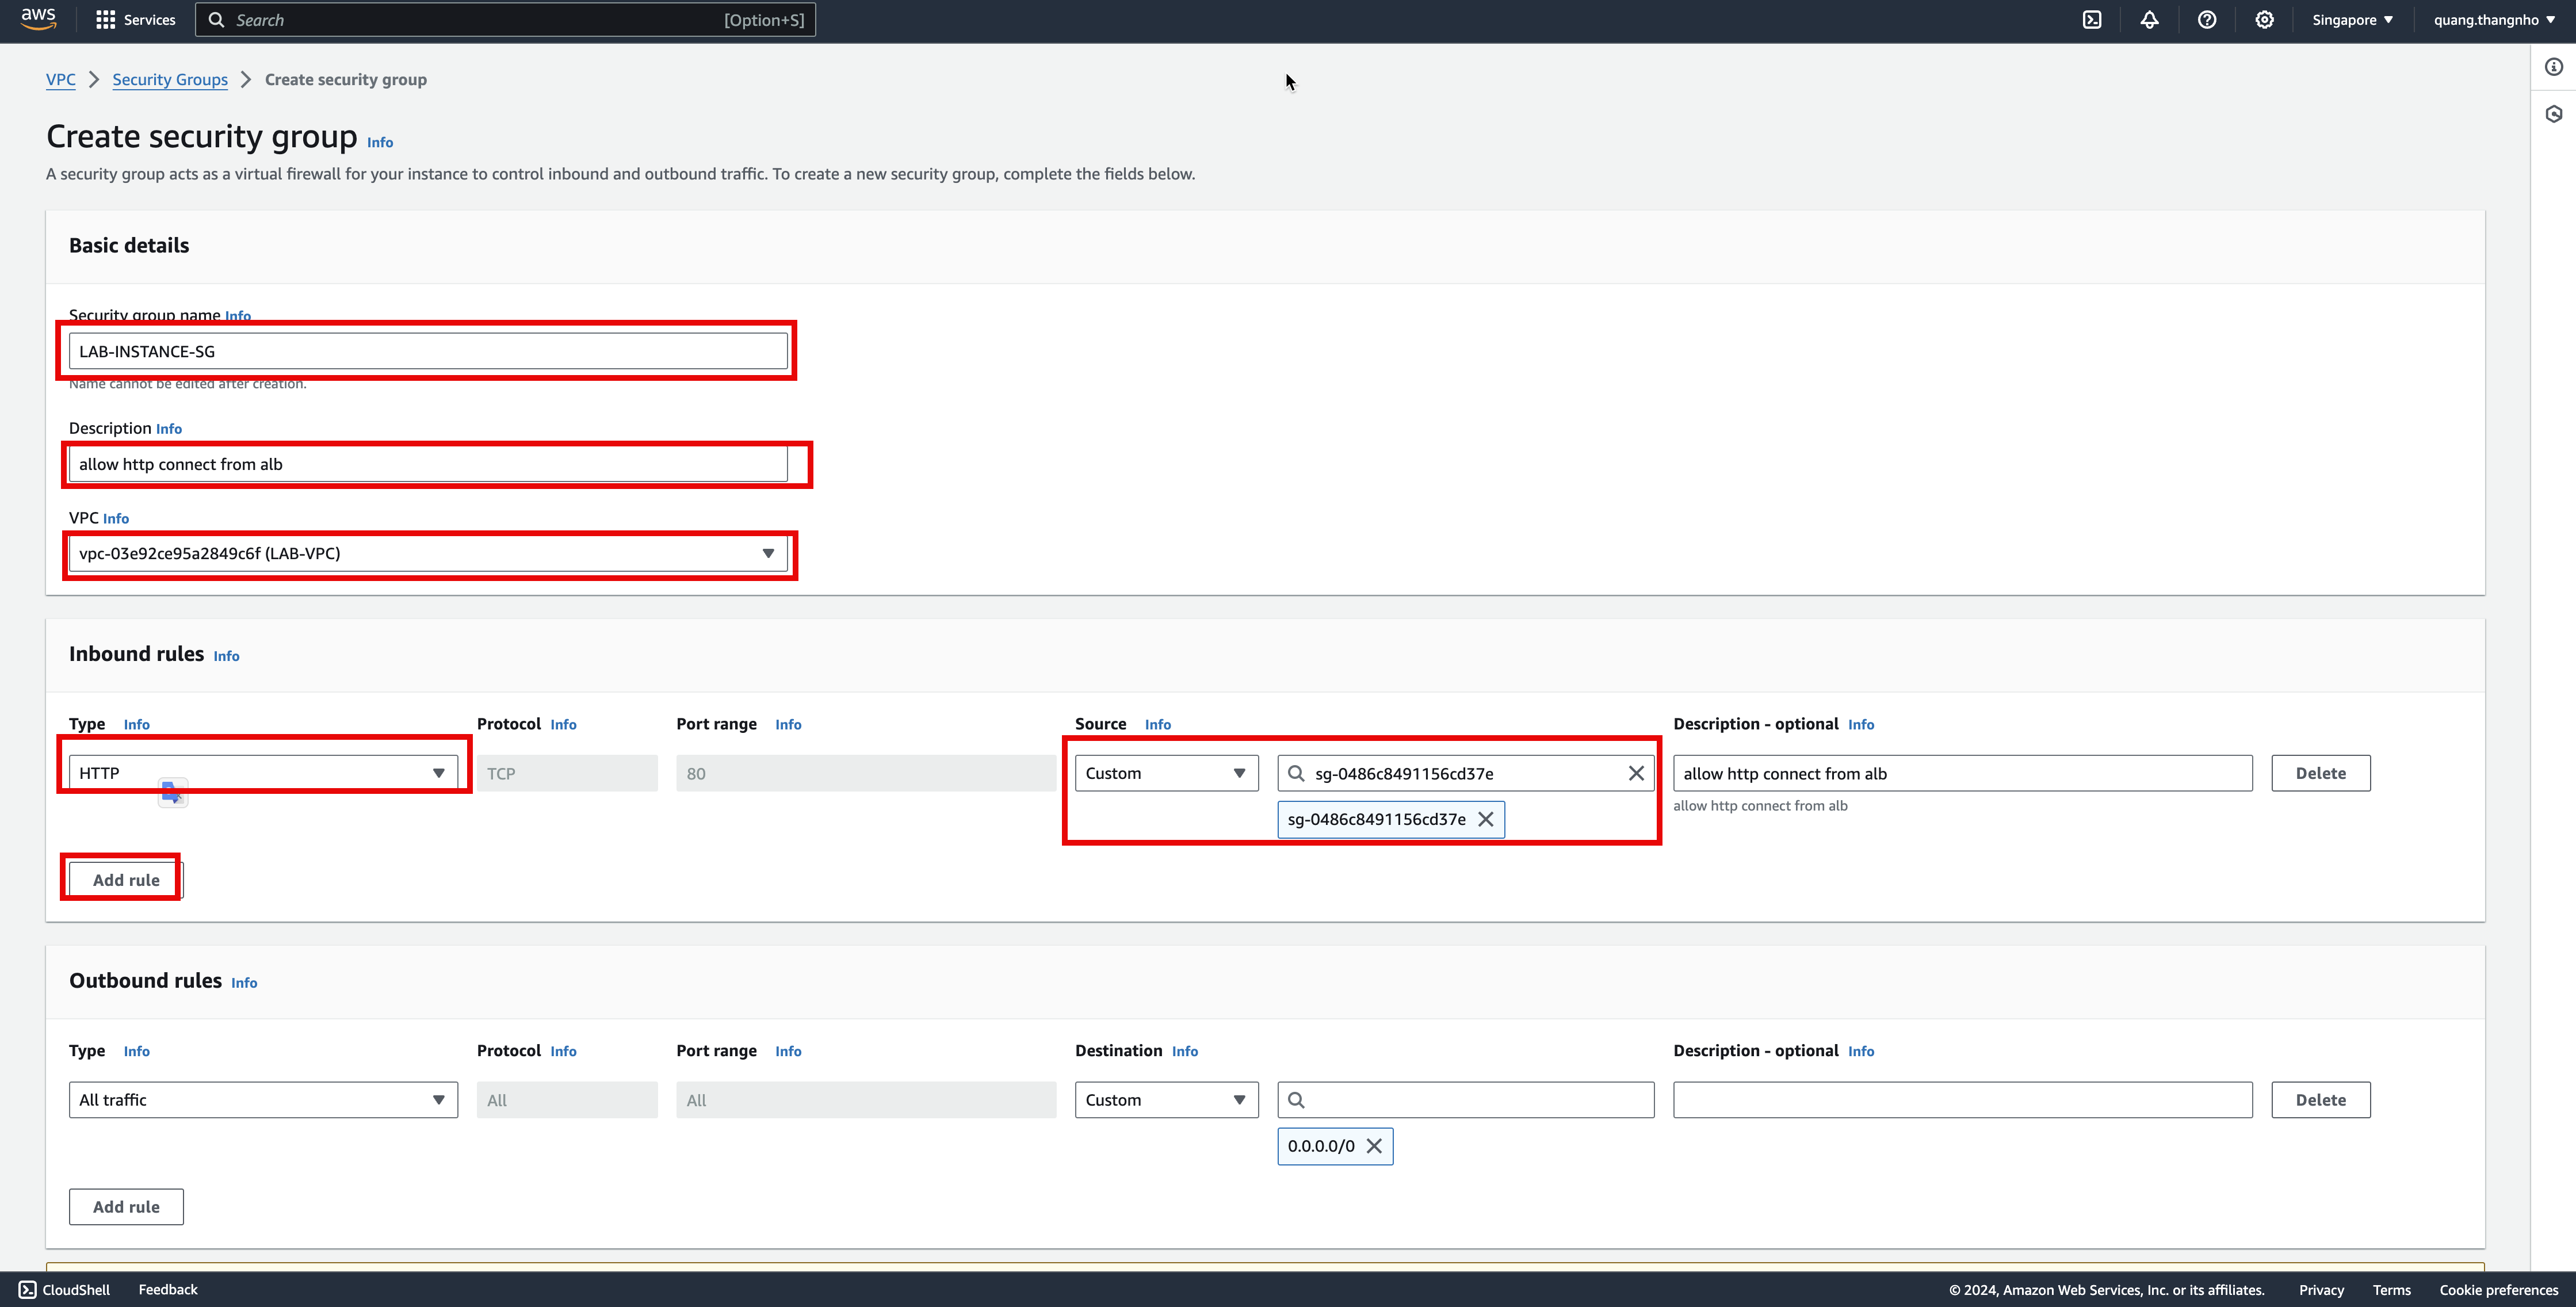 aws Services Search [Option+S] Singapore quang.thangnho
VPC Security Groups Create security group
Create security group Info
A security group acts as a virtual firewall for your instance to control inbound and outbound traffic. To create a new security group, complete the fields below.
Basic details
Security group name Info
LAB-INSTANCE-SG
Name cannot be edited after creation.
Description Info
allow http connect from alb
VPC Info
vpc-03e92ce95a2849c6f (LAB-VPC)
Inbound rules Info
Type Info Protocol Info Port range Info Source Info Description - optional Info
HTTP TCP 80 Custom sg-0486c8491156cd37e allow http connect from alb Delete
sg-0486c8491156cd37e allow http connect from alb
Add rule
Outbound rules Info
Type Info Protocol Info Port range Info Destination Info Description - optional Info
All traffic All All Custom Delete
0.0.0.0/0
Add rule
CloudShell Feedback © 2024, Amazon Web Services, Inc. or its affiliates. Privacy Terms Cookie preferences